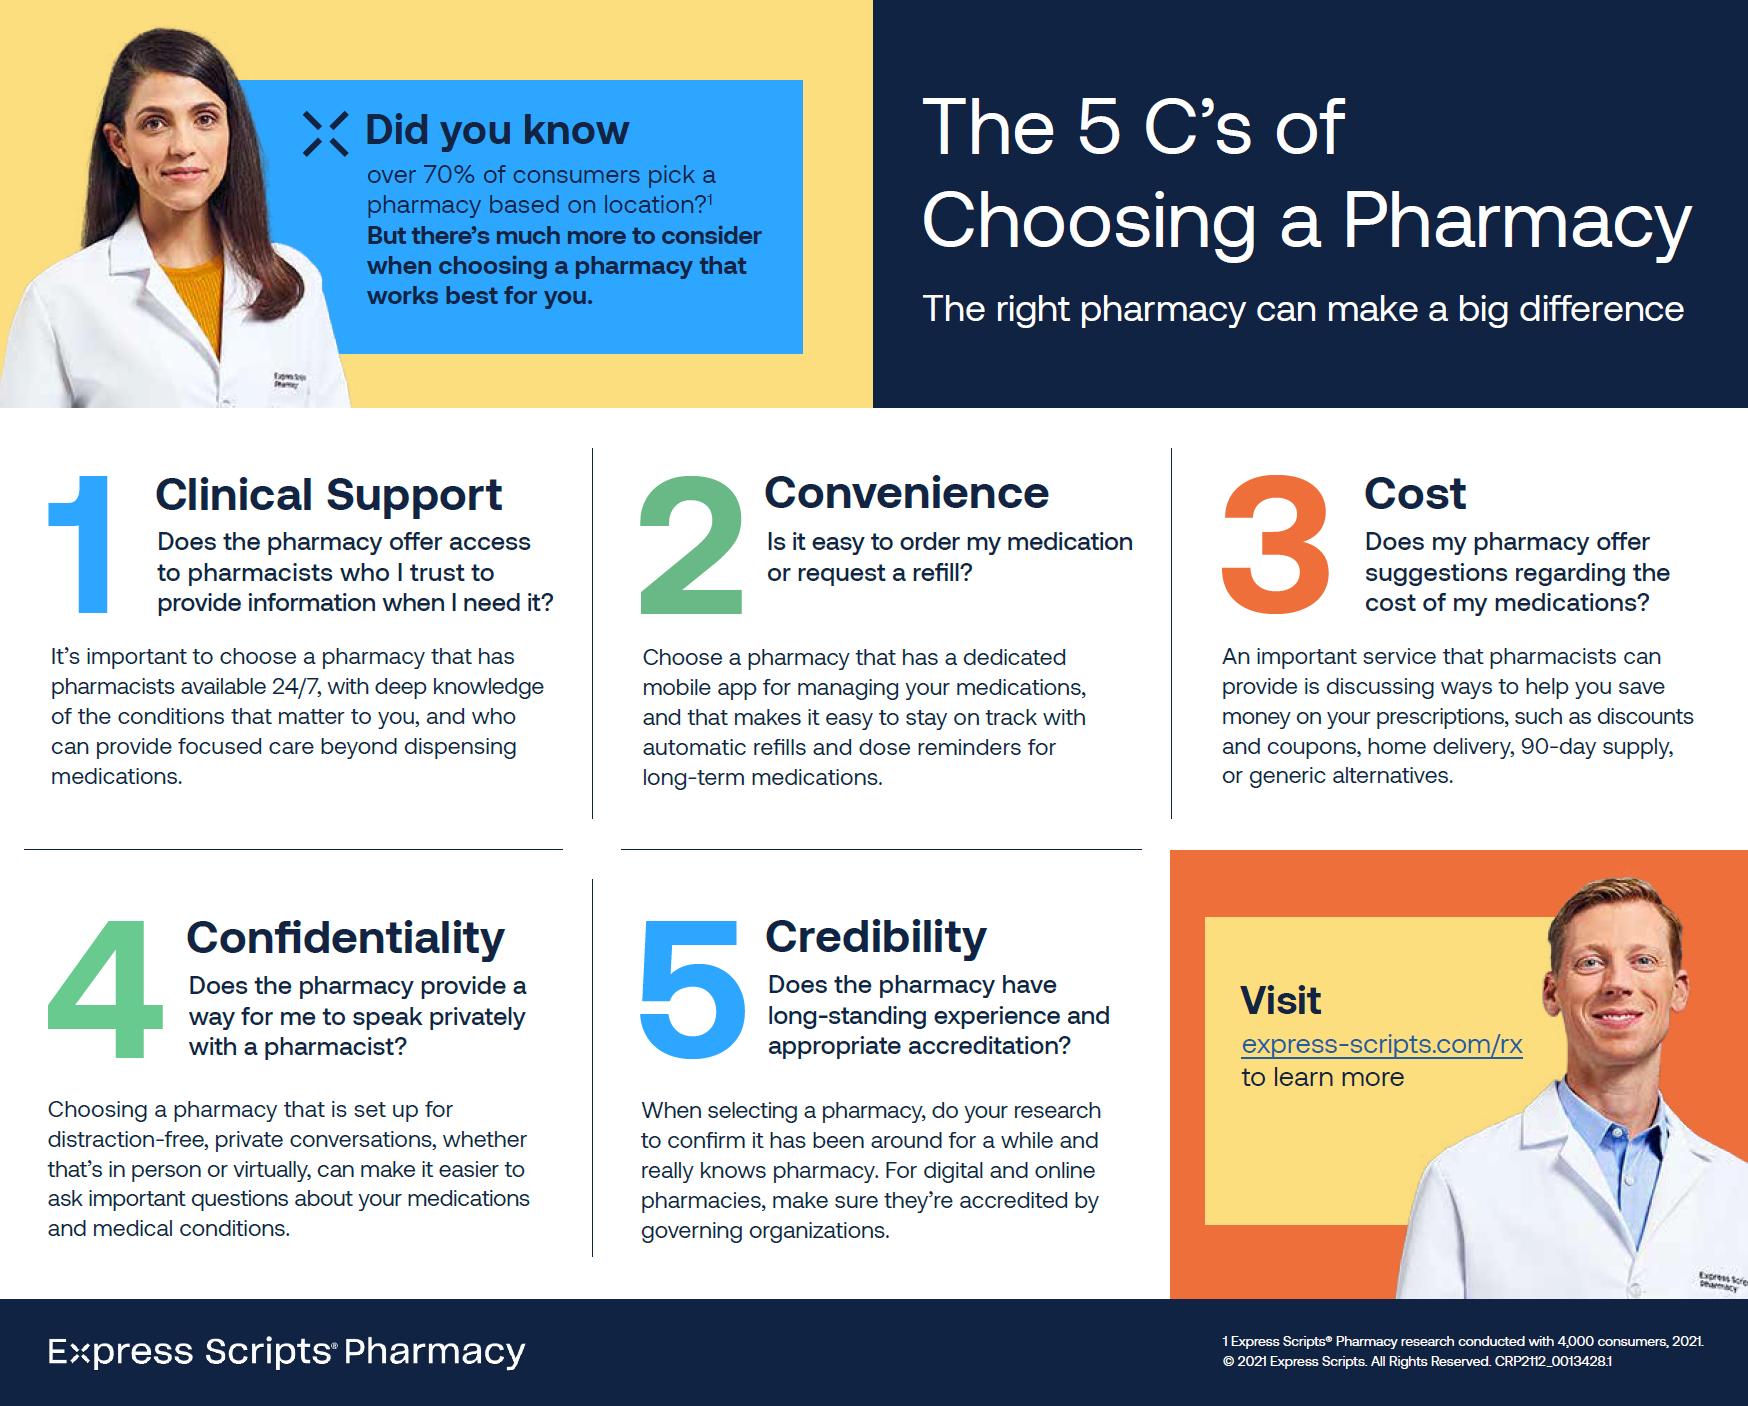 Did you know
over 70% of consumers pick a
pharmacy based on location?¹
But there's much more to consider
when choosing a pharmacy that
works best for you.
Express Scripts
Pharmacy
The 5 C's of
Choosing a Pharmacy
The right pharmacy can make a big difference
1
Clinical Support
Does the pharmacy offer access
to pharmacists who I trust to
provide information when I need it?
It's important to choose a pharmacy that has
pharmacists available 24/7, with deep knowledge
of the conditions that matter to you, and who
can provide focused care beyond dispensing
medications.
2
Convenience
Is it easy to order my medication
or request a refill?
Choose a pharmacy that has a dedicated
mobile app for managing your medications,
and that makes it easy to stay on track with
automatic refills and dose reminders for
long-term medications.
3
Cost
Does my pharmacy offer
suggestions regarding the
cost of my medications?
An important service that pharmacists can
provide is discussing ways to help you save
money on your prescriptions, such as discounts
and coupons, home delivery, 90-day supply,
or generic alternatives.
4
Confidentiality
Does the pharmacy provide a
way for me to speak privately
with a pharmacist?
Choosing a pharmacy that is set up for
distraction-free, private conversations, whether
that's in person or virtually, can make it easier to
ask important questions about your medications
and medical conditions.
5
Credibility
Does the pharmacy have
long-standing experience and
appropriate accreditation?
When selecting a pharmacy, do your research
to confirm it has been around for a while and
really knows pharmacy. For digital and online
pharmacies, make sure they're accredited by
governing organizations.
Visit
express-scripts.com/rx
to learn more
Express Scrip
Pharmacy
Express Scripts® Pharmacy
1 Express Scripts® Pharmacy research conducted with 4,000 consumers, 2021.
© 2021 Express Scripts. All Rights Reserved. CRP2112_0013428.1